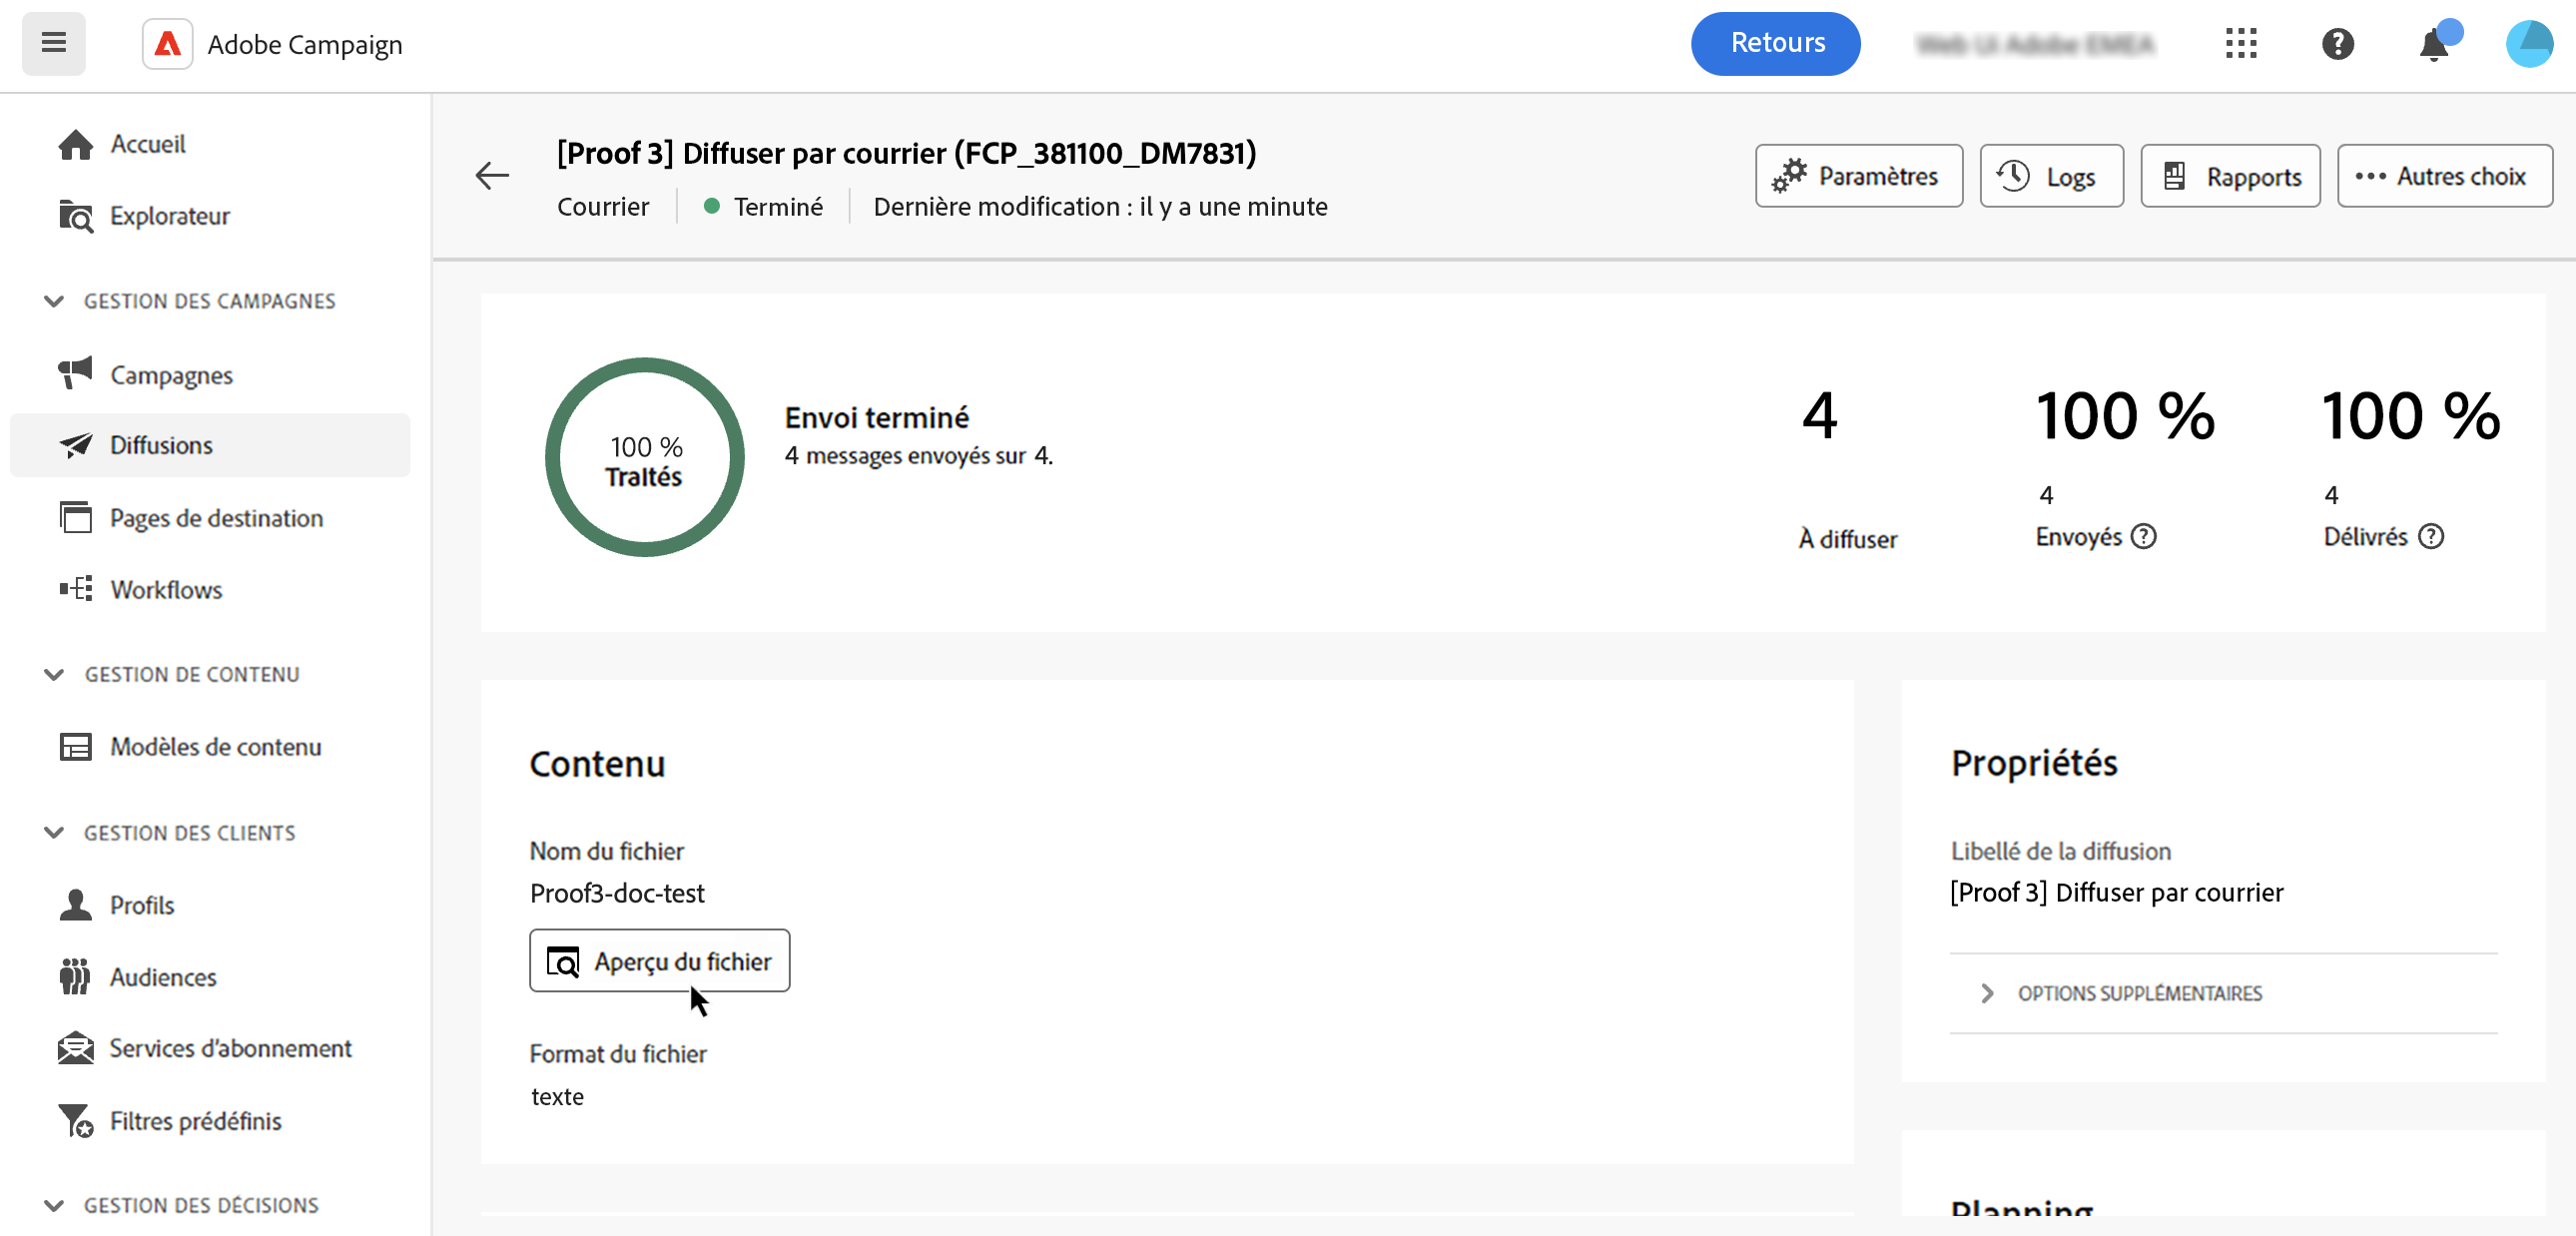 Adobe Campaign
Retours
Accueil
Explorateur
GESTION DES CAMPAGNES
Campagnes
Diffusions
Pages de destination
Workflows
GESTION DE CONTENU
Modèles de contenu
GESTION DES CLIENTS
Profils
Audiences
Services d'abonnement
Filtres prédéfinis
GESTION DES DÉCISIONS
[Proof 3] Diffuser par courrier (FCP_381100_DM7831)
Courrier
Terminé
Dernière modification : il y a une minute
Paramètres
Logs
Rapports
Autres choix
100 %
Traités
Envoi terminé
4 messages envoyés sur 4.
4
À diffuser
100 %
4
Envoyés
100 %
4
Délivrés
Contenu
Nom du fichier
Proof3-doc-test
Aperçu du fichier
Format du fichier
texte
Propriétés
Libellé de la diffusion
[Proof 3] Diffuser par courrier
OPTIONS SUPPLÉMENTAIRES
Planning